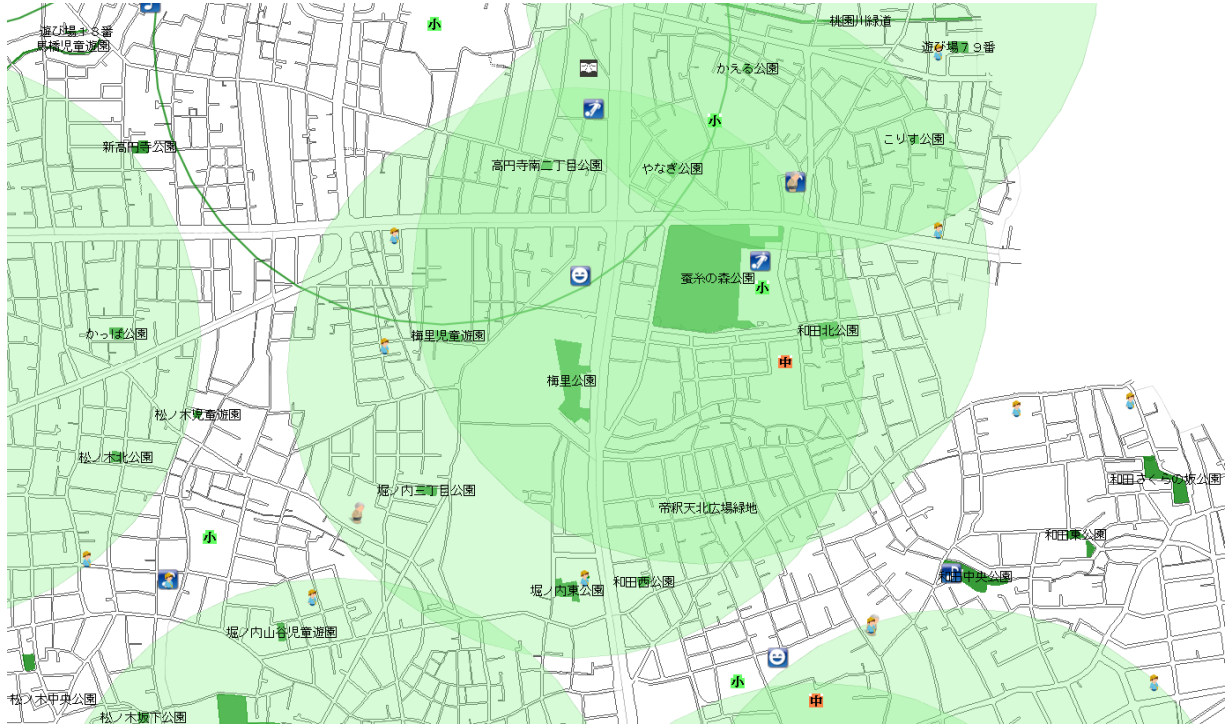 小
桃園川緑道
遊び場13番
馬橋児童遊園
遊び場79番
かえる公園
小
こりす公園
新高円寺公園
高円寺南二丁目公園
やなぎ公園
蚕糸の森公園
小
かっぱ公園
梅里児童遊園
和田北公園
中
梅里公園
松ノ木児童遊園
松ノ木北公園
堀ノ内三丁目公園
和田さくらの坂公園
帝釈天北広場緑地
小
和田東公園
和田中央公園
堀ノ内東公園
和田西公園
堀ノ内山谷児童遊園
小
松ノ木中央公園
中
松ノ木坂下公園